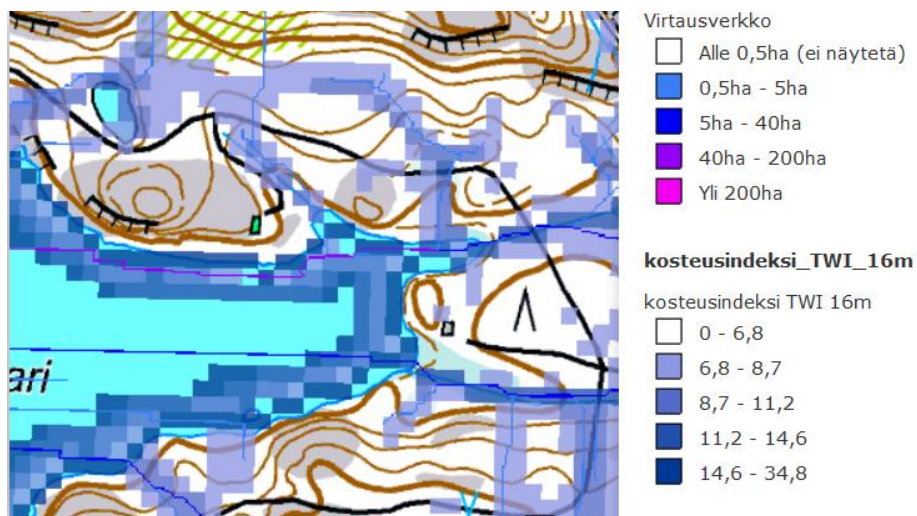 Virtausverkko
Alle 0,5ha (ei näytetä)
0,5ha - 5ha
5ha - 40ha
40ha - 200ha
Yli 200ha
kosteusindeksi_TWI_16m
kosteusindeksi TWI 16m
0 - 6,8
6,8 - 8,7
8,7 - 11,2
11,2 - 14,6
14,6 - 34,8
ari